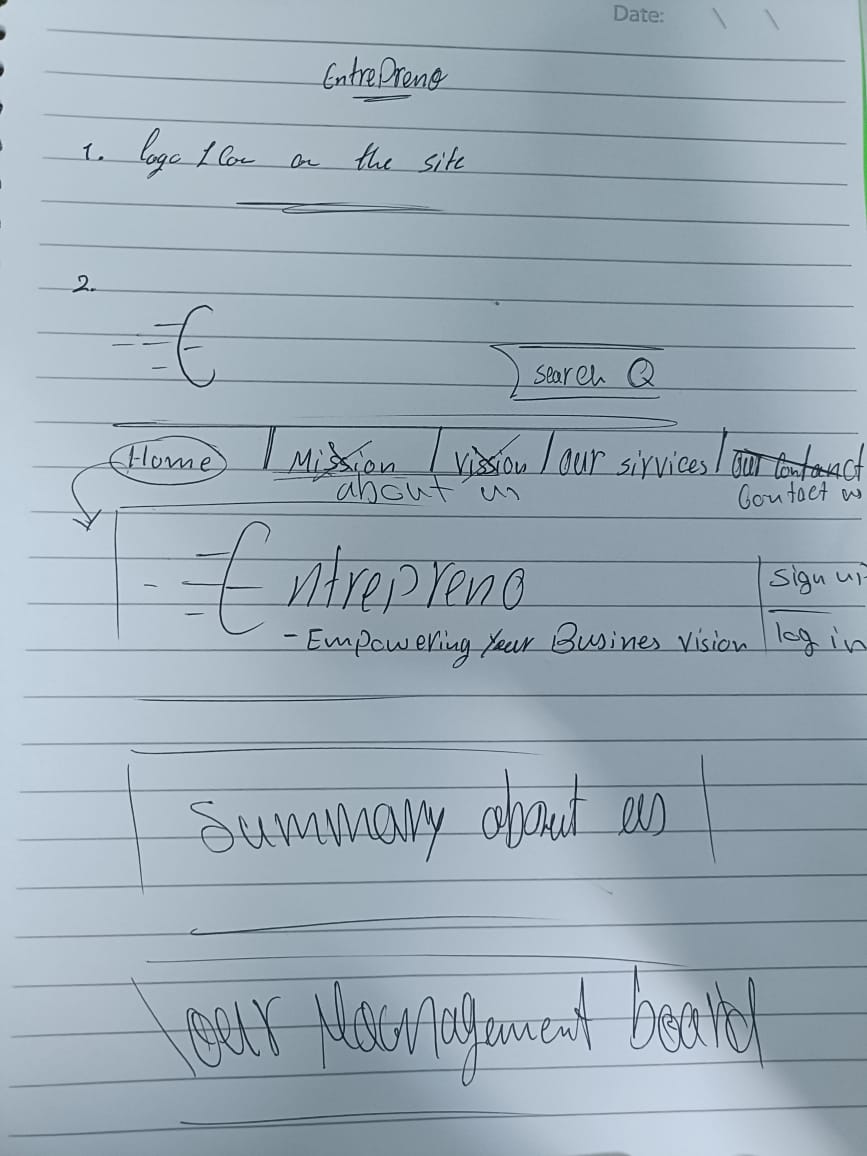 Date:
EntrePreno
1. logo / on the site
2.
E
Search Q
Home | Mission | Vission | our sirvices | our Contanct
about us
Contact us
Entrepreno
Sign up
- Empowering Your Busines vision
log in
Summary about us
our Management board